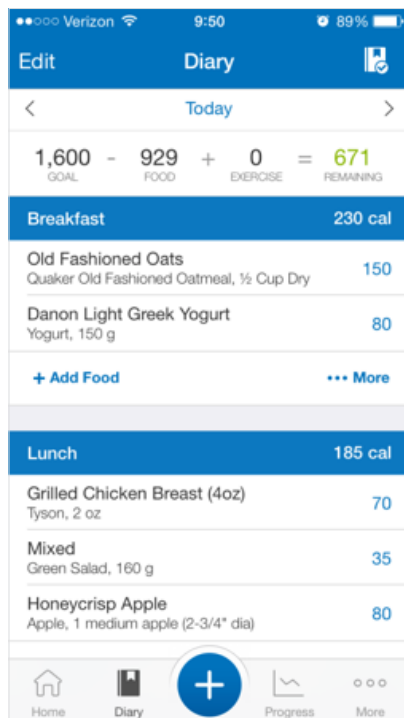 Verizon 9:50 89%
Edit Diary
Today
1,600 - 929 + 0 = 671
GOAL FOOD EXERCISE REMAINING
Breakfast 230 cal
Old Fashioned Oats
Quaker Old Fashioned Oatmeal, ½ Cup Dry 150
Danon Light Greek Yogurt
Yogurt, 150 g 80
+ Add Food ••• More
Lunch 185 cal
Grilled Chicken Breast (4oz)
Tyson, 2 oz 70
Mixed
Green Salad, 160 g 35
Honeycrisp Apple
Apple, 1 medium apple (2-3/4" dia) 80
Home Diary + Progress More